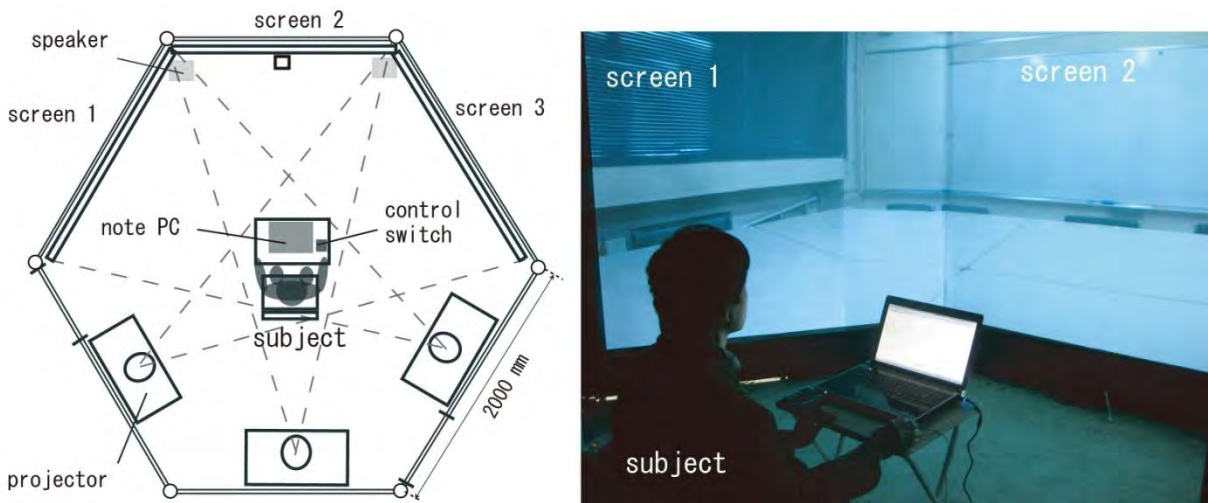 screen 2
speaker
screen 1
screen 3
note PC
control
switch
subject
2000 mm
projector
screen 1
screen 2
subject